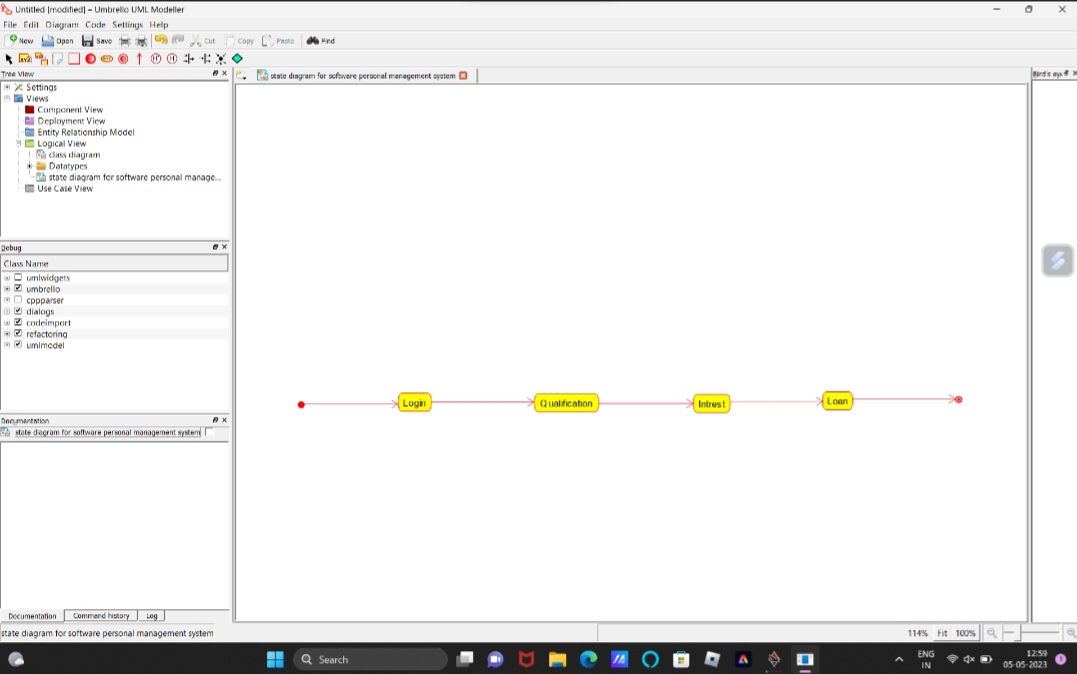 Untitled [modified] – Umbrello UML Modeller
File Edit Diagram Code Settings Help
New Open Save Cut Copy Paste Find
Tree View
state diagram for software personal management system
Bird's eye
Settings
Views
Component View
Deployment View
Entity Relationship Model
Logical View
class diagram
Datatypes
state diagram for software personal manage...
Use Case View
Debug
Class Name
umlwidgets
umbrello
cppparser
dialogs
codeimport
refactoring
umlmodel
Login
Qualification
Intrest
Loan
Documentation
state diagram for software personal management system
Documentation Command history Log
state diagram for software personal management system
114% Fit 100%
Search
ENG
IN
12:59
05-05-2023
1